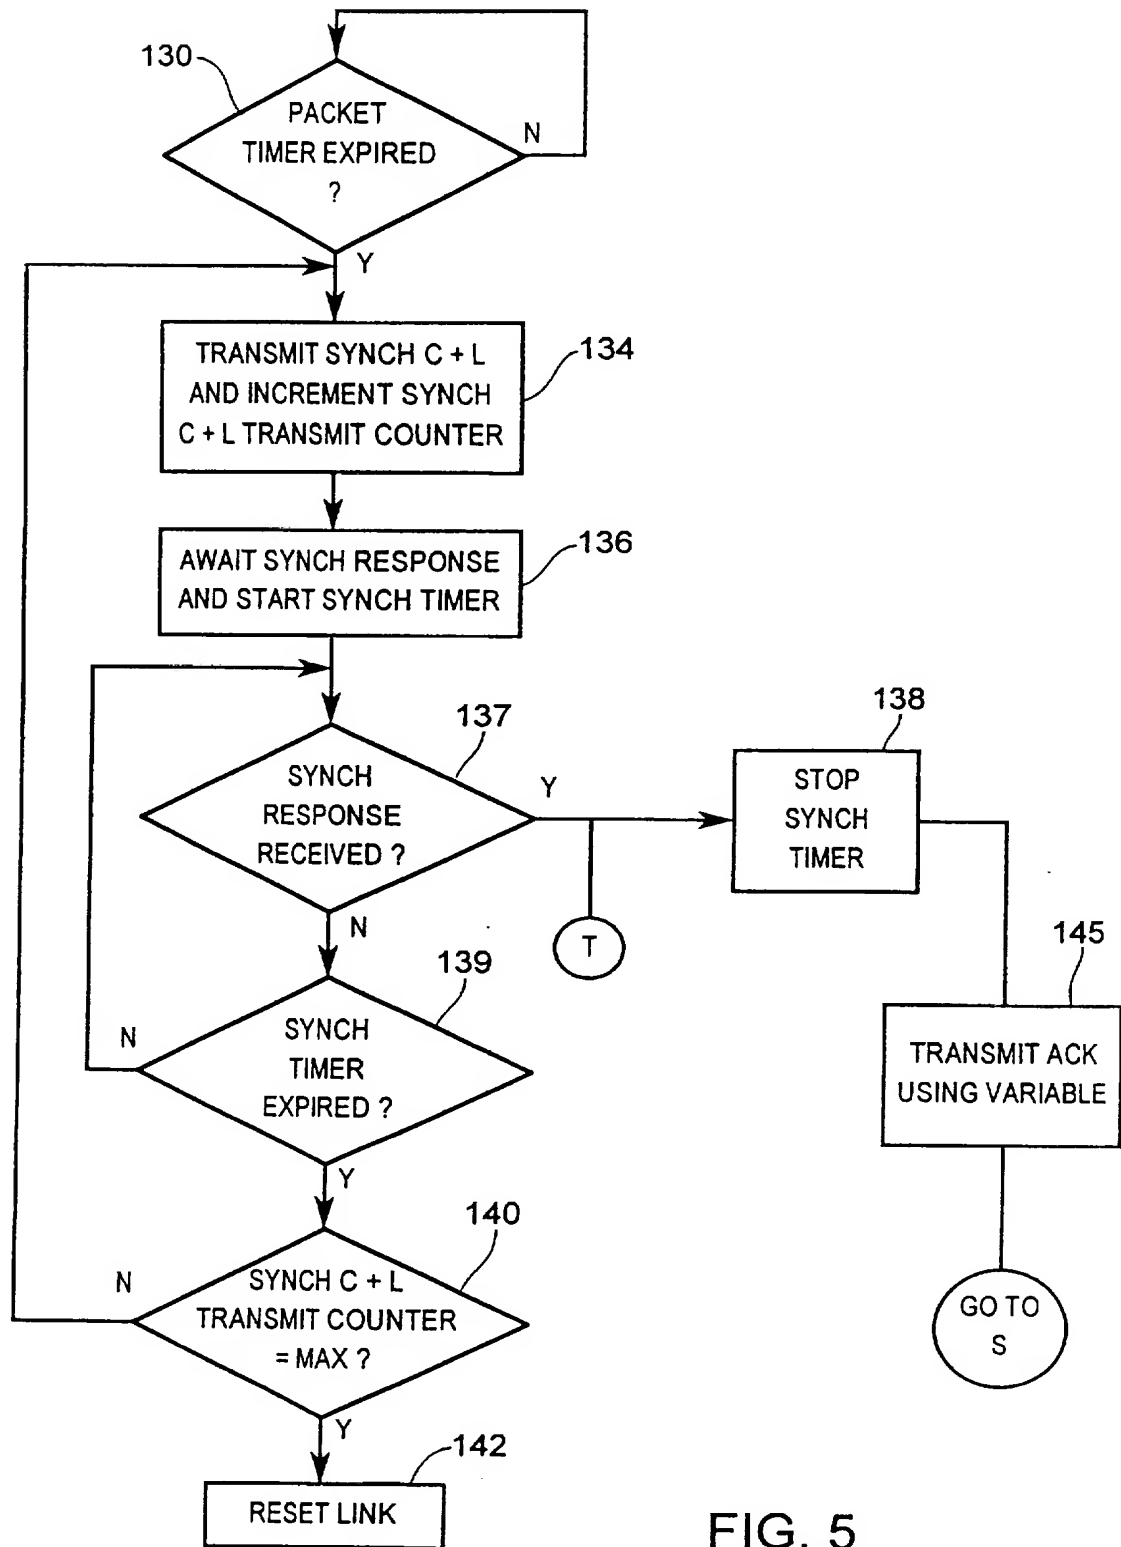 130
PACKET
TIMER EXPIRED
?
N
Y
TRANSMIT SYNCH C + L
AND INCREMENT SYNCH
C + L TRANSMIT COUNTER
134
AWAIT SYNCH RESPONSE
AND START SYNCH TIMER
136
137
SYNCH
RESPONSE
RECEIVED ?
Y
N
138
STOP
SYNCH
TIMER
T
139
SYNCH
TIMER
EXPIRED ?
N
Y
145
TRANSMIT ACK
USING VARIABLE
140
SYNCH C + L
TRANSMIT COUNTER
= MAX ?
N
Y
GO TO
S
142
RESET LINK
FIG. 5